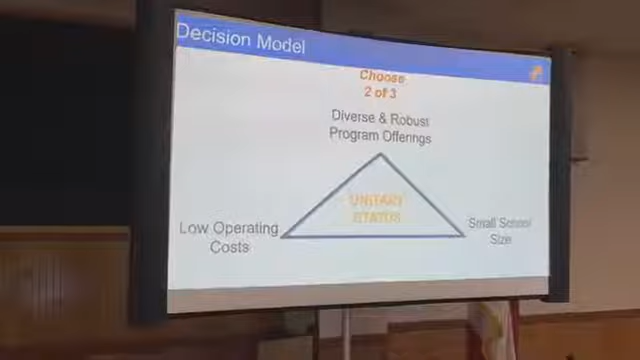 Decision Model
Choose
2 of 3
Diverse & Robust
Program Offerings
UNITARY
STATUS
Low Operating
Costs
Small School
Size